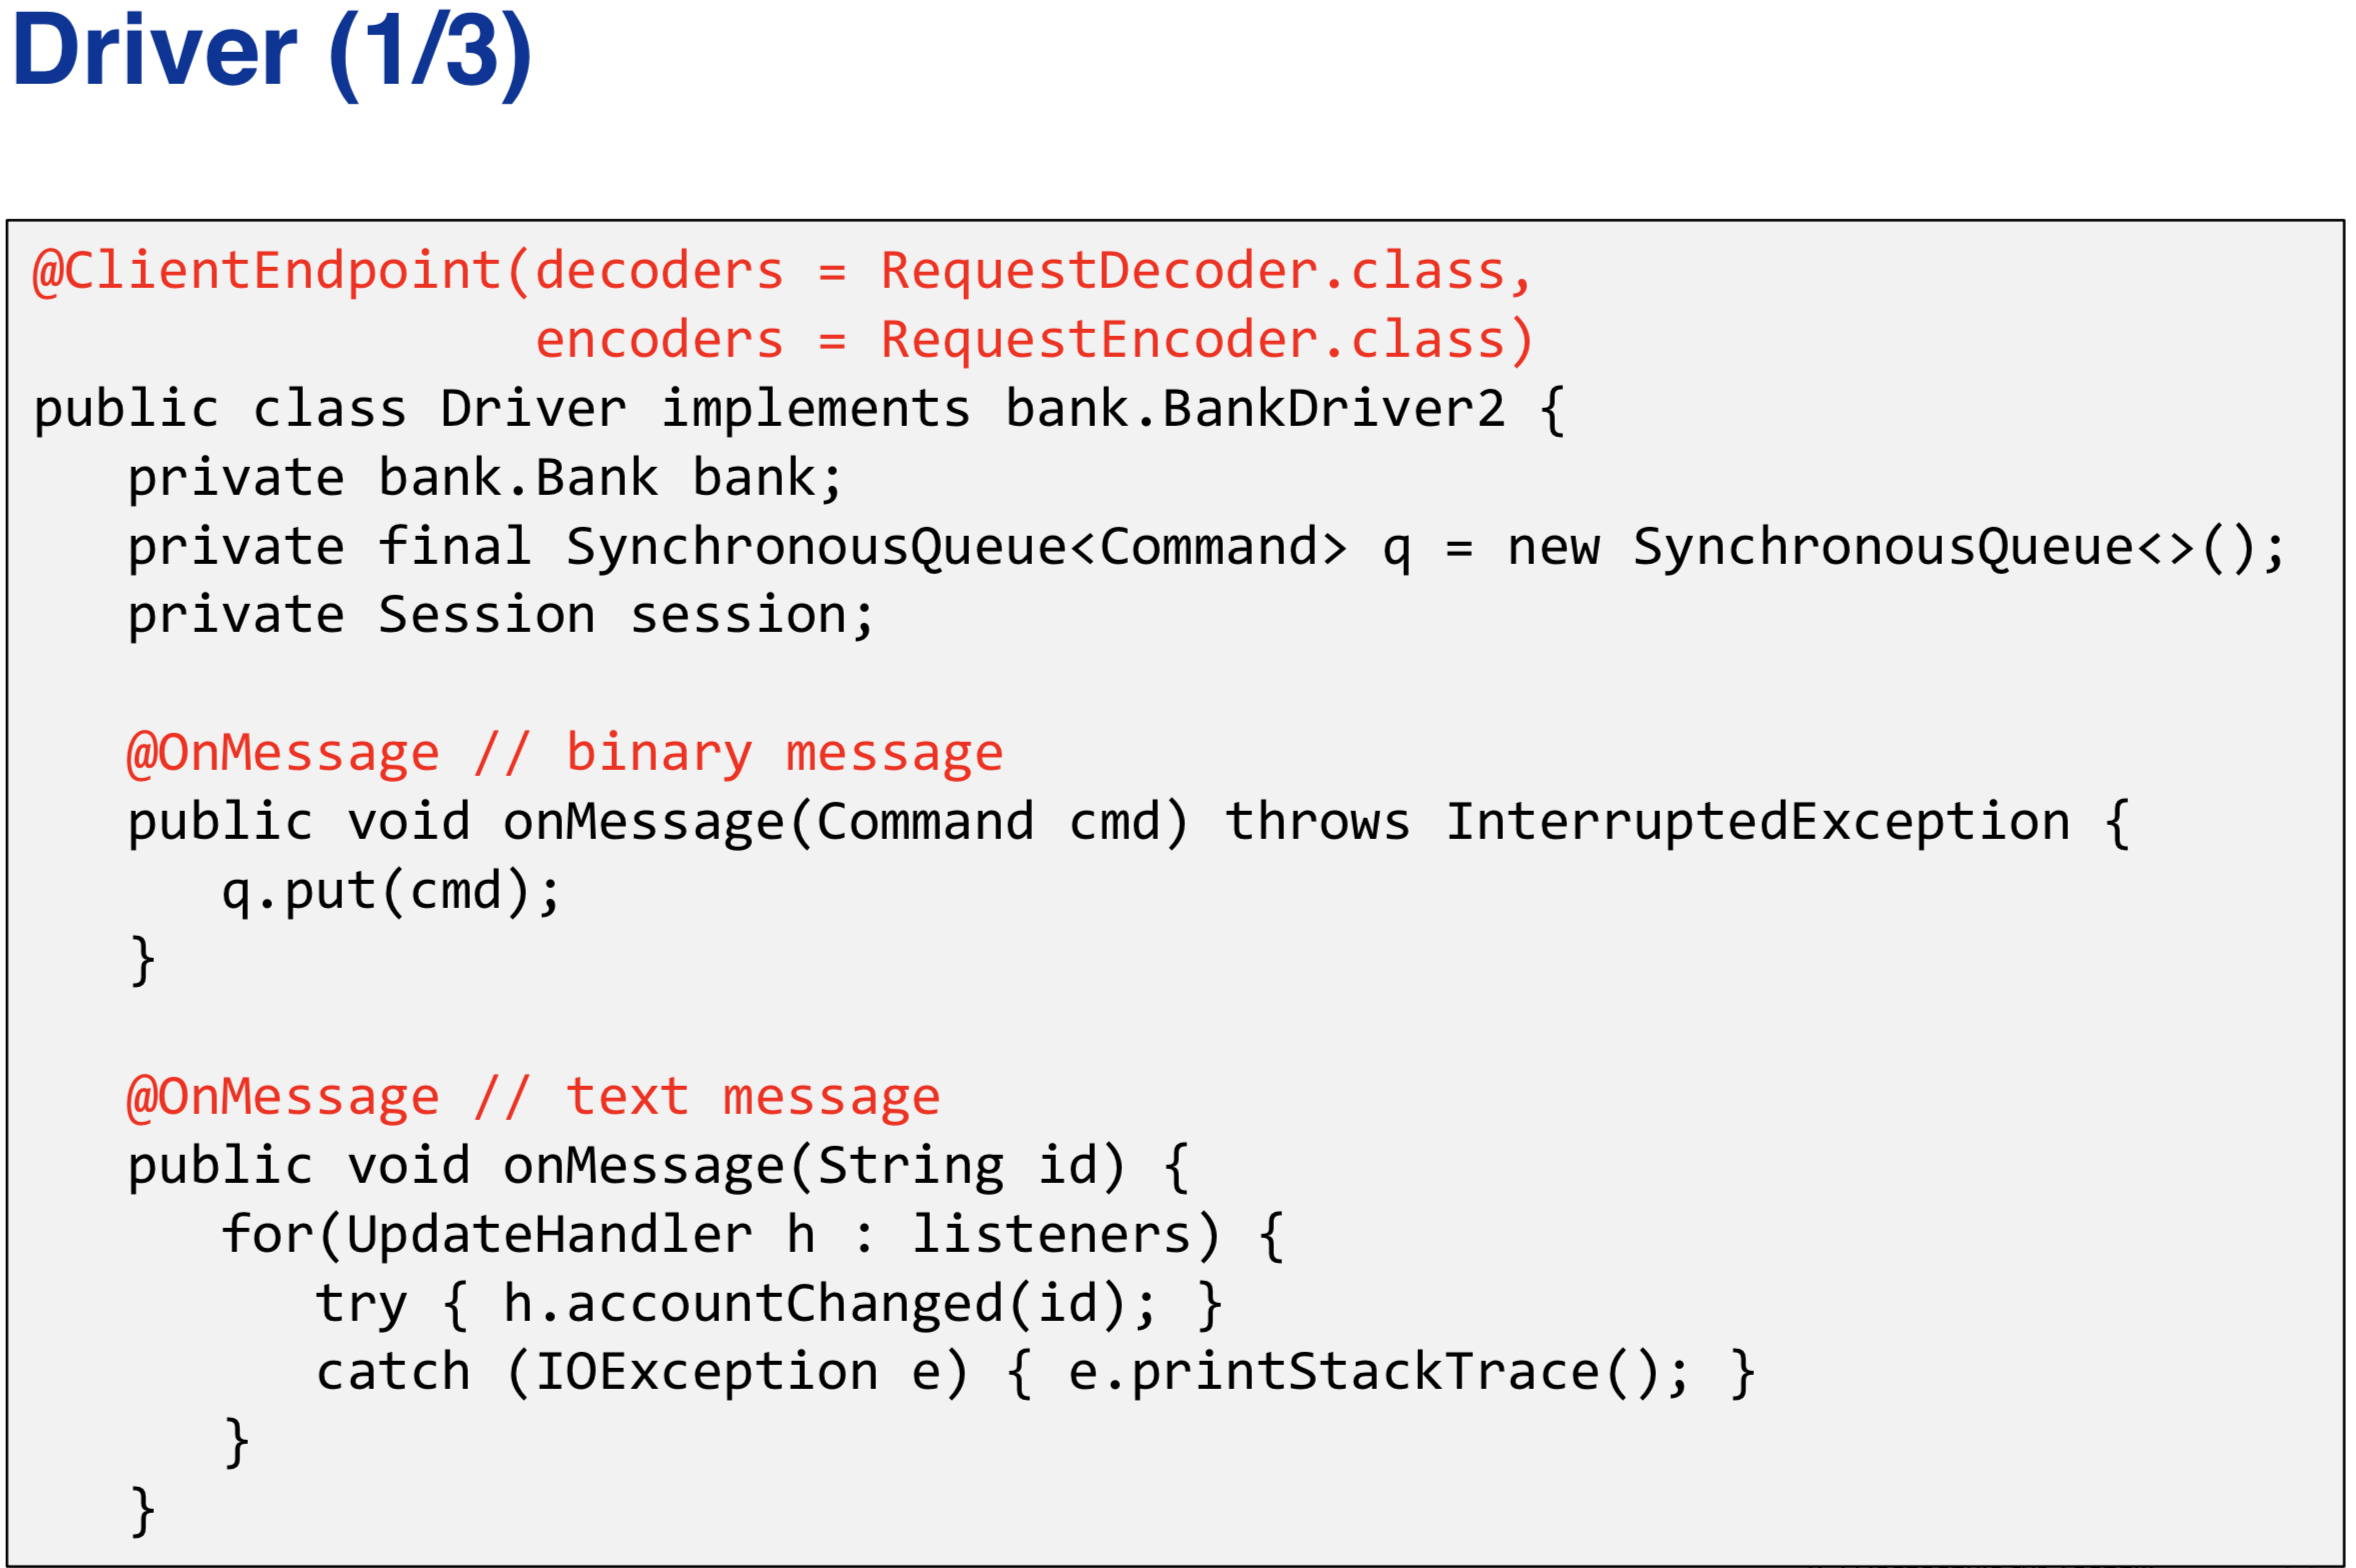 Driver (1/3)
@ClientEndpoint(decoders = RequestDecoder.class,
                encoders = RequestEncoder.class)
public class Driver implements bank.BankDriver2 {
   private bank.Bank bank;
   private final SynchronousQueue<Command> q = new SynchronousQueue<>();
   private Session session;

   @OnMessage // binary message
   public void onMessage(Command cmd) throws InterruptedException {
      q.put(cmd);
   }

   @OnMessage // text message
   public void onMessage(String id) {
      for(UpdateHandler h : listeners) {
         try { h.accountChanged(id); }
         catch (IOException e) { e.printStackTrace(); }
      }
   }